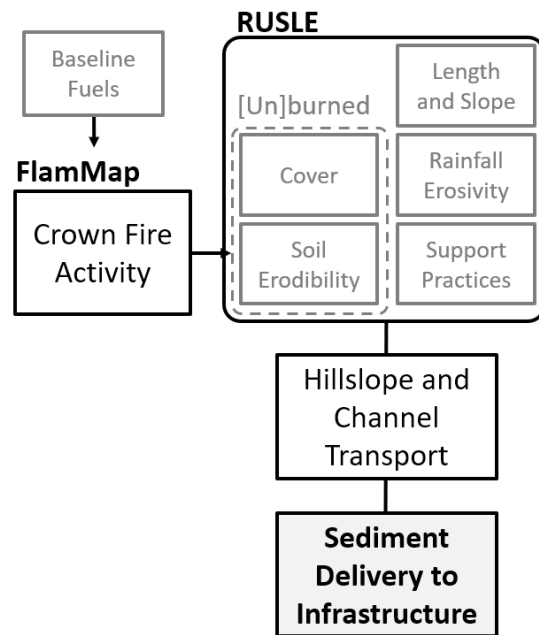 RUSLE
Baseline
Fuels
FlamMap
Crown Fire
Activity
[Un]burned
Cover
Soil
Erodibility
Length
and Slope
Rainfall
Erosivity
Support
Practices
Hillslope and
Channel
Transport
Sediment
Delivery to
Infrastructure